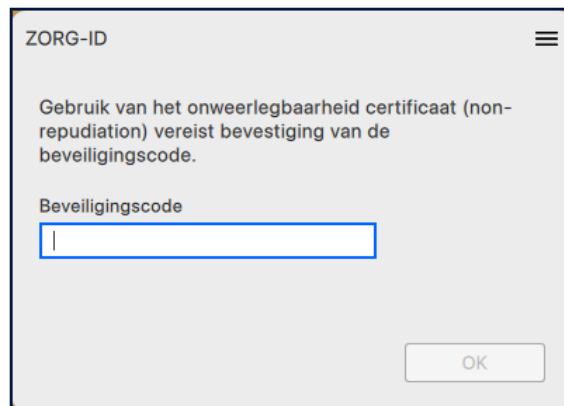 ZORG-ID
Gebruik van het onweerlegbaarheid certificaat (non-
repudiation) vereist bevestiging van de
beveiligingscode.
Beveiligingscode
OK